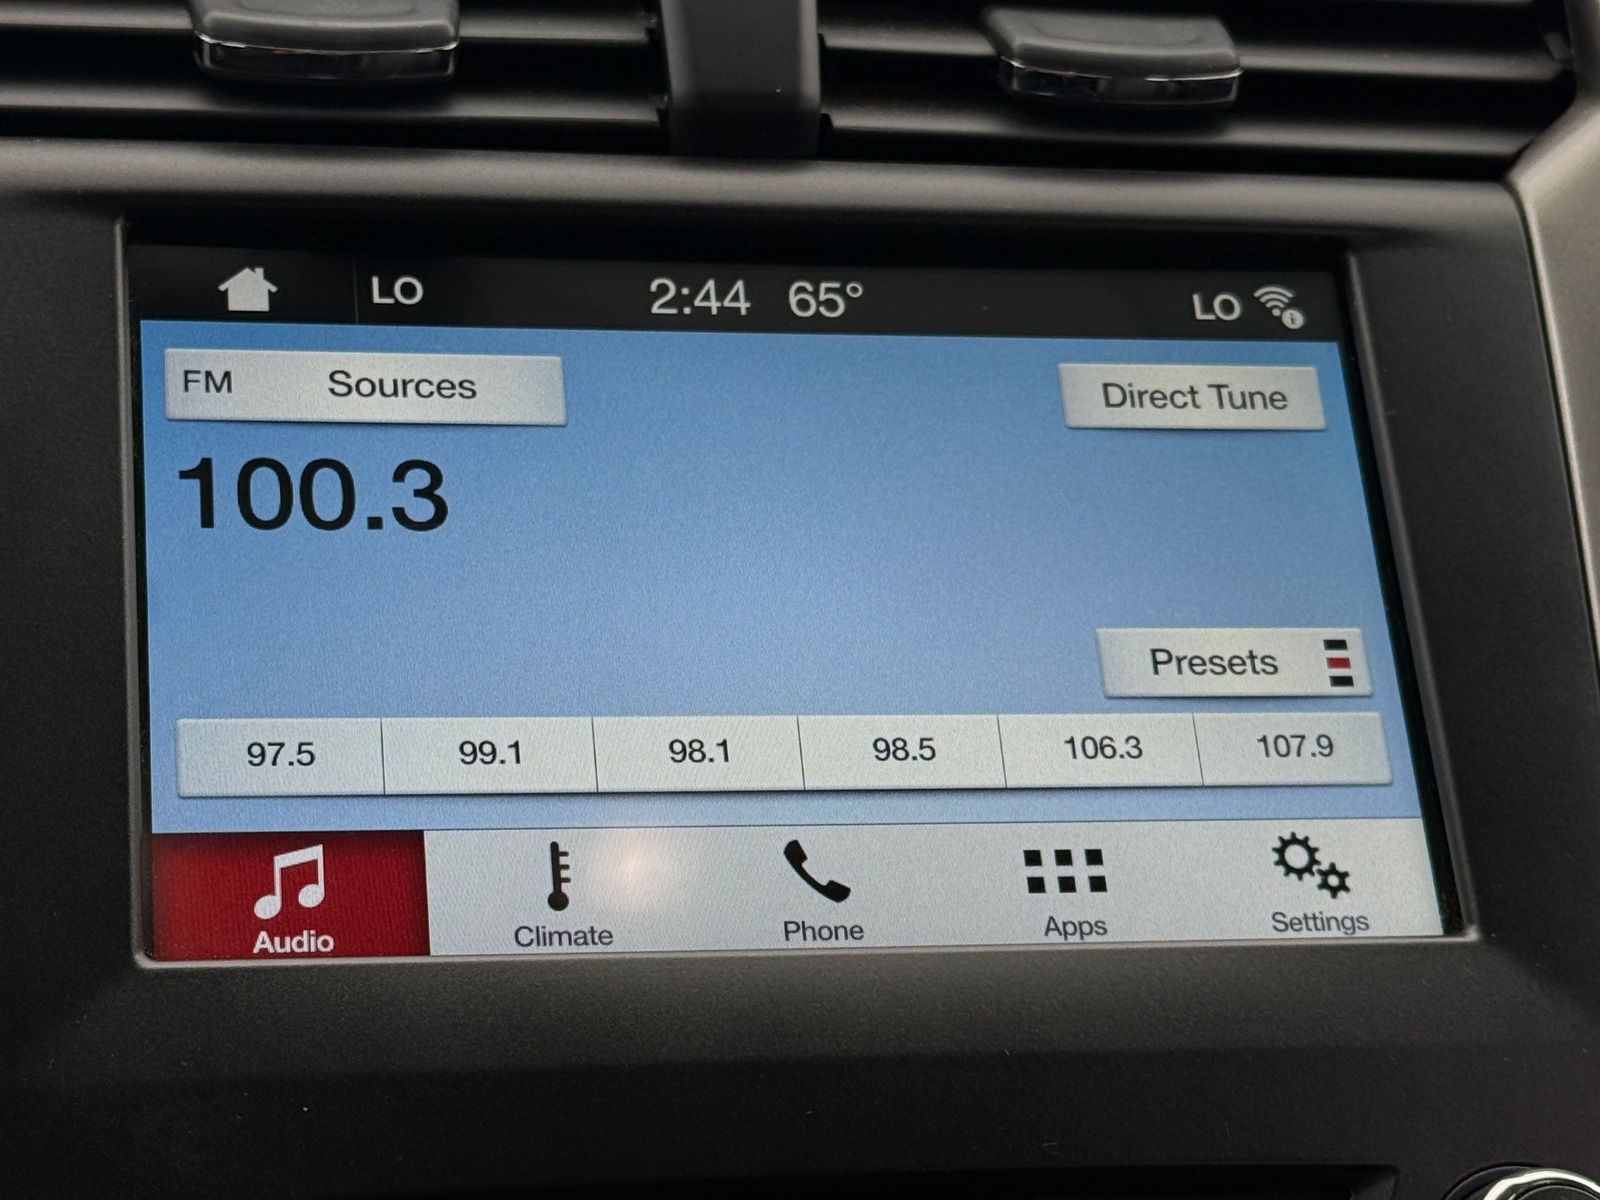 LO 2:44 65° LO
FM Sources Direct Tune
100.3
Presets
97.5 99.1 98.1 98.5 106.3 107.9
Audio Climate Phone Apps Settings